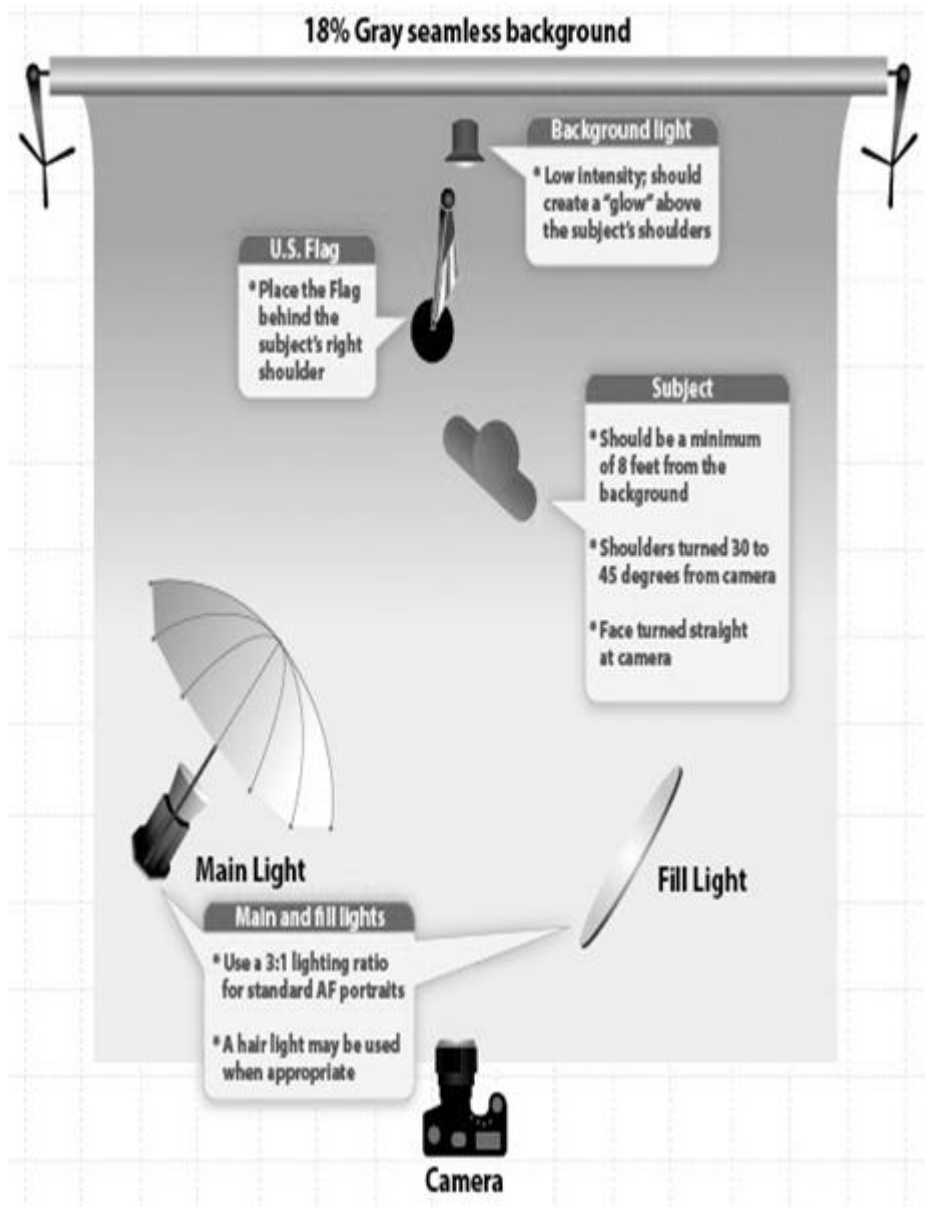 18% Gray seamless background
Background light
* Low intensity; should
create a "glow" above
the subject's shoulders
U.S. Flag
* Place the Flag
behind the
subject's right
shoulder
Subject
* Should be a minimum
of 8 feet from the
background
* Shoulders turned 30 to
45 degrees from camera
* Face turned straight
at camera
Main Light
Fill Light
Main and fill lights
* Use a 3:1 lighting ratio
for standard AF portraits
* A hair light may be used
when appropriate
Camera